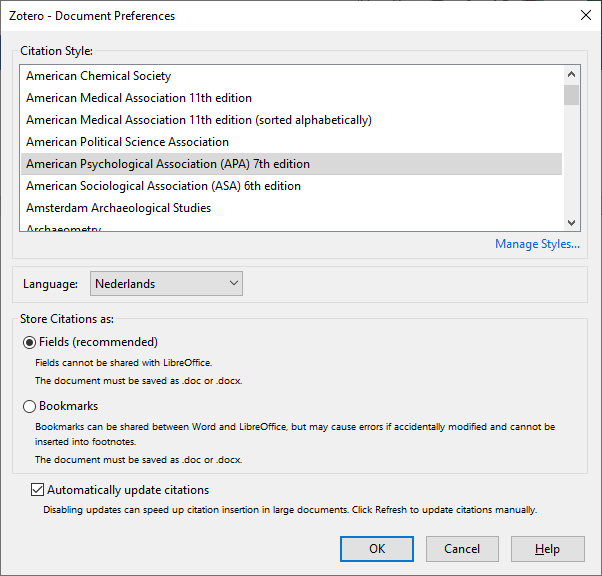 Zotero - Document Preferences
Citation Style:
American Chemical Society
American Medical Association 11th edition
American Medical Association 11th edition (sorted alphabetically)
American Political Science Association
American Psychological Association (APA) 7th edition
American Sociological Association (ASA) 6th edition
Amsterdam Archaeological Studies
Archaeometry
Manage Styles...
Language: Nederlands
Store Citations as:
Fields (recommended)
Fields cannot be shared with LibreOffice.
The document must be saved as .doc or .docx.
Bookmarks
Bookmarks can be shared between Word and LibreOffice, but may cause errors if accidentally modified and cannot be
inserted into footnotes.
The document must be saved as .doc or .docx.
Automatically update citations
Disabling updates can speed up citation insertion in large documents. Click Refresh to update citations manually.
OK Cancel Help